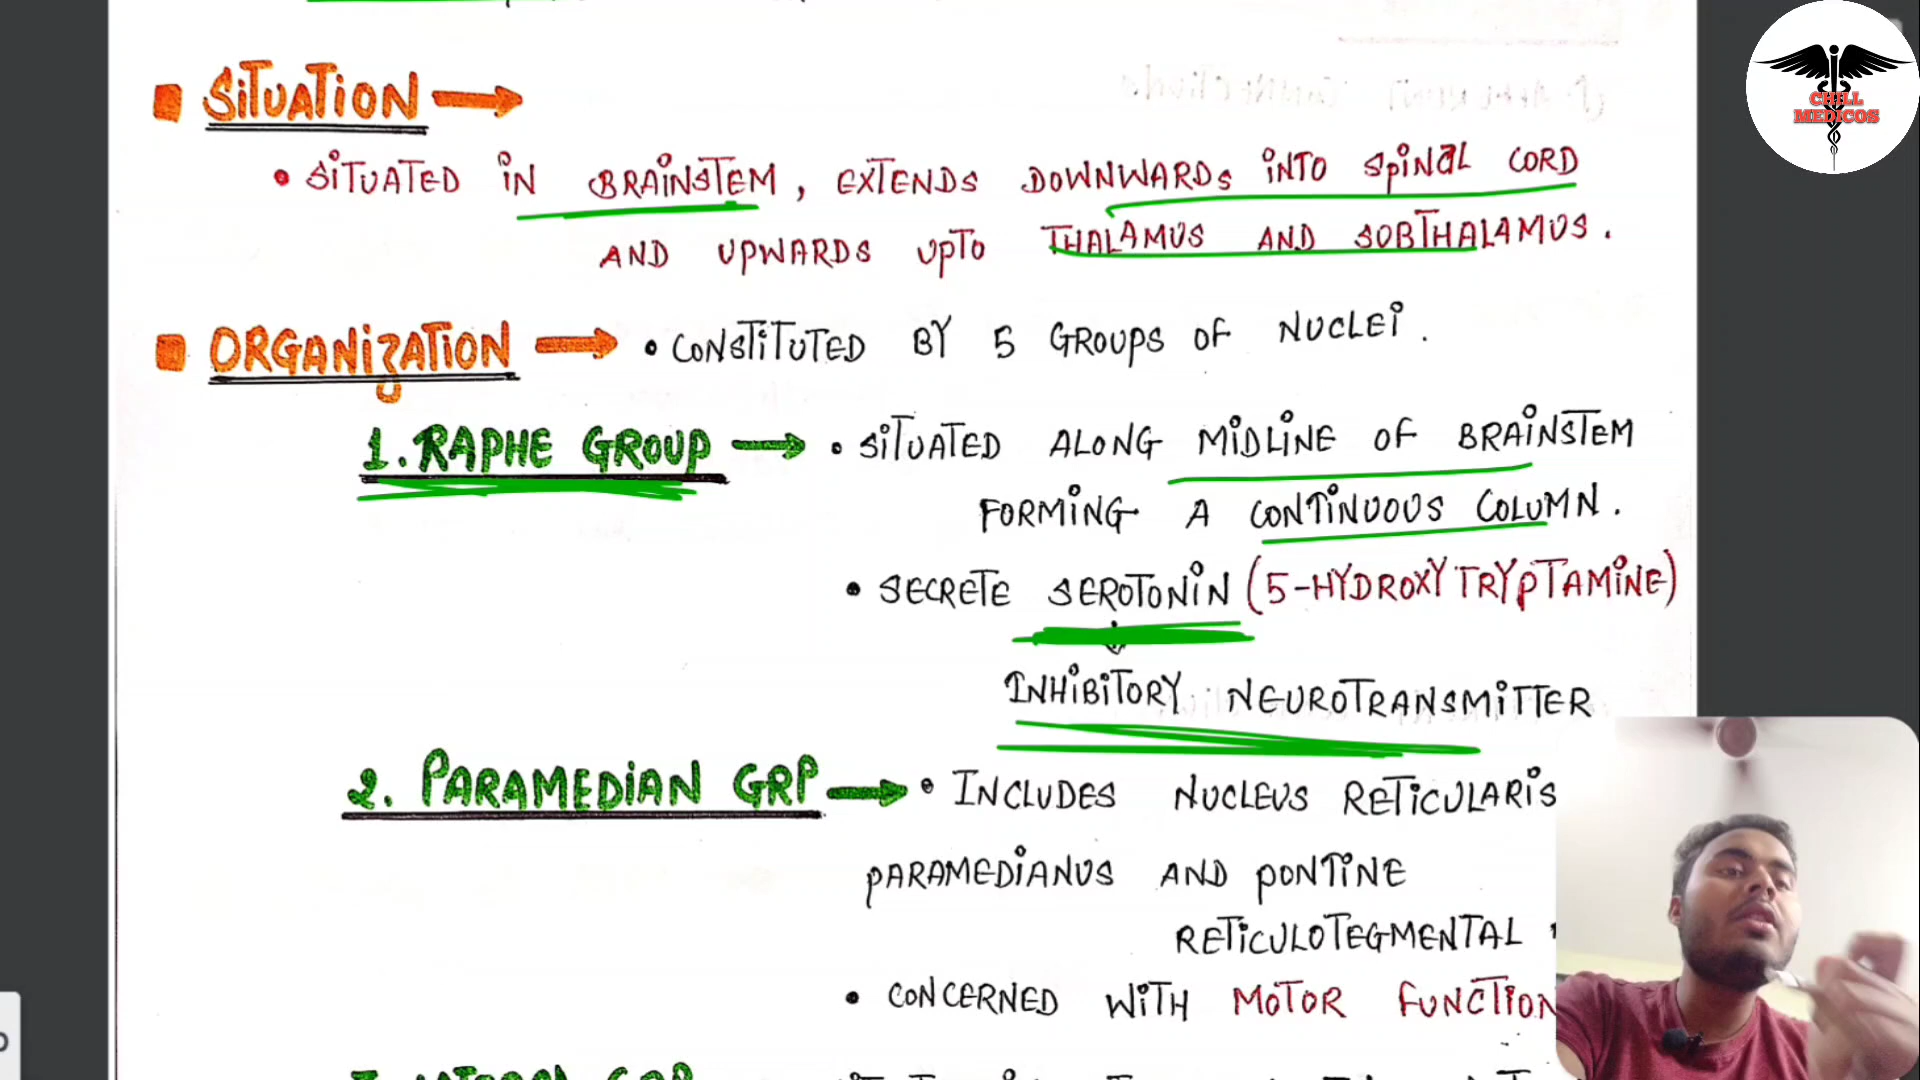 CHILL
MEDICOS
SITUATION
• SITUATED IN BRAINSTEM, EXTENDS DOWNWARDS INTO SPINAL CORD
AND UPWARDS UPTO THALAMUS AND SUBTHALAMUS.
ORGANIZATION → • CONSTITUTED BY 5 GROUPS OF NUCLEI.
1. RAPHE GROUP → • SITUATED ALONG MIDLINE OF BRAINSTEM
FORMING A CONTINUOUS COLUMN.
• SECRETE SEROTONIN (5-HYDROXYTRYPTAMINE)
INHIBITORY NEUROTRANSMITTER
2. PARAMEDIAN GRP → • INCLUDES NUCLEUS RETICULARIS
PARAMEDIANUS AND PONTINE
RETICULOTEGMENTAL
• CONCERNED WITH MOTOR FUNCTION